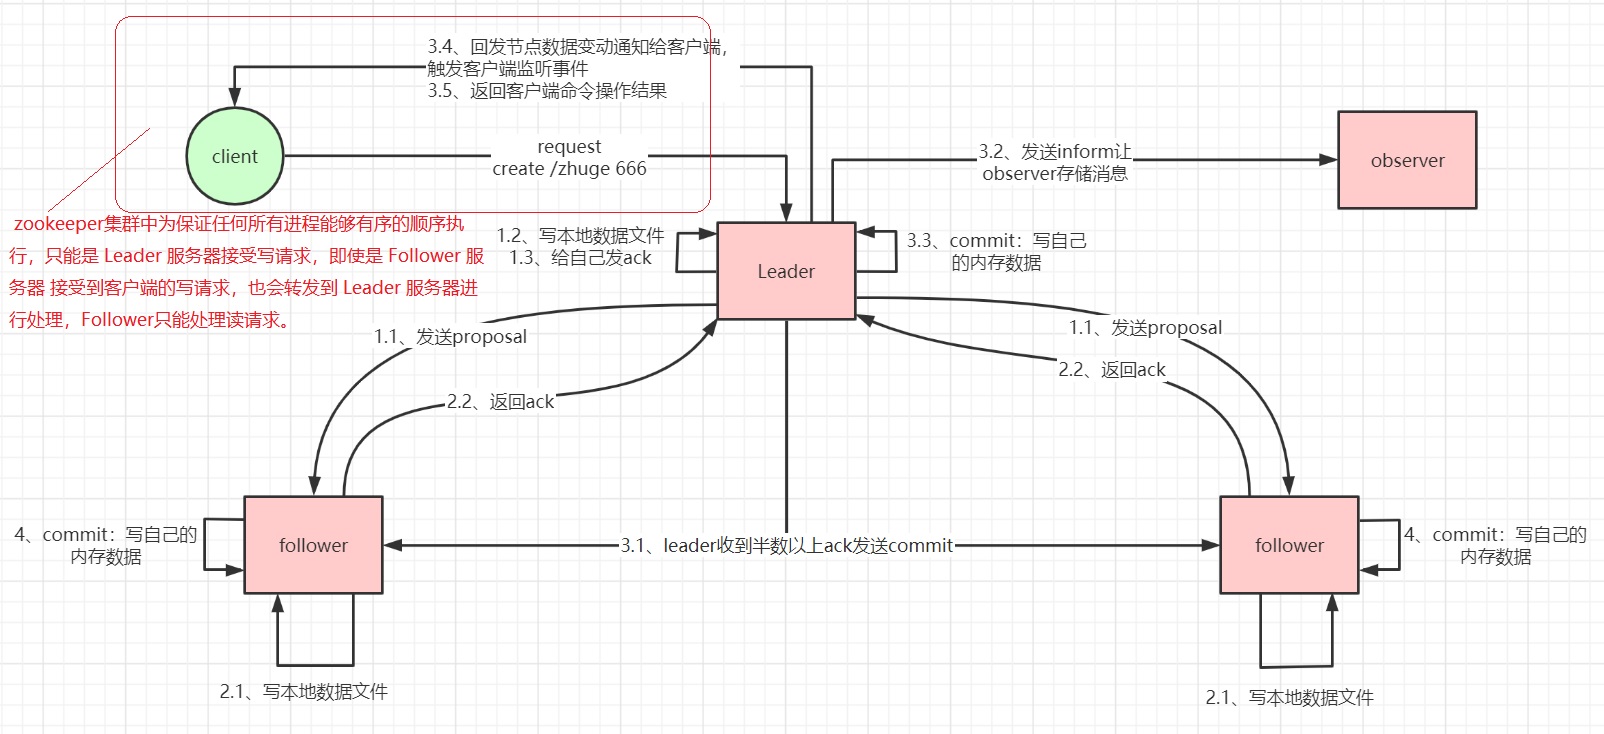 3.4、回发节点数据变动通知给客户端，
触发客户端监听事件
3.5、返回客户端命令操作结果
client
request
create /zhuge 666
3.2、发送inform让
observer存储消息
observer
zookeeper集群中为保证任何所有进程能够有序的顺序执
行，只能是 Leader 服务器接受写请求，即使是 Follower 服
务器 接受到客户端的写请求，也会转发到 Leader 服务器进
行处理，Follower只能处理读请求。
1.2、写本地数据文件
1.3、给自己发ack
Leader
3.3、commit：写自己
的内存数据
1.1、发送proposal
1.1、发送proposal
2.2、返回ack
2.2、返回ack
4、commit：写自己的
内存数据
follower
3.1、leader收到半数以上ack发送commit
follower
4、commit：写自己的
内存数据
2.1、写本地数据文件
2.1、写本地数据文件